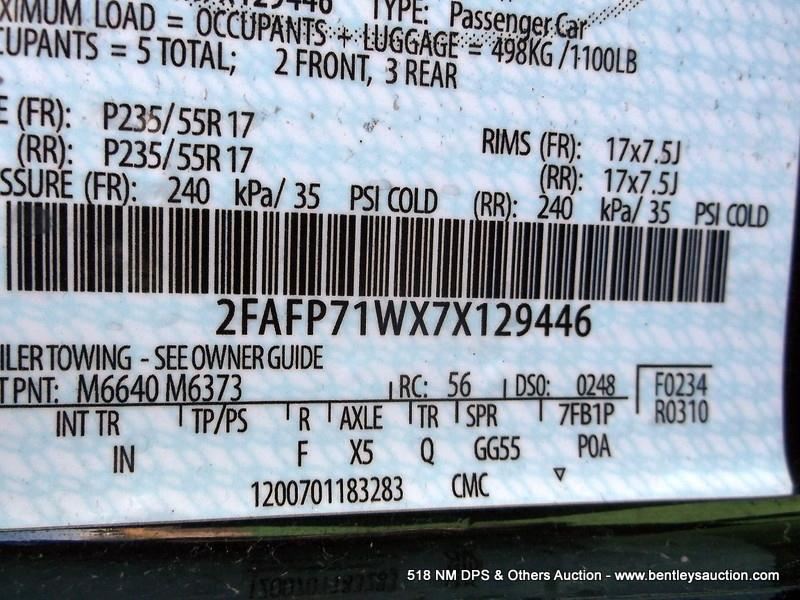 129446 TYPE: Passenger Car
XIMUM LOAD = OCCUPANTS + LUGGAGE = 498KG /1100LB
CUPANTS = 5 TOTAL; 2 FRONT, 3 REAR
E (FR): P235/55R 17 RIMS (FR): 17x7.5J
(RR): P235/55R 17 (RR): 17x7.5J
SSURE (FR): 240 kPa/ 35 PSI COLD (RR): 240 kPa/ 35 PSI COLD
2FAFP71WX7X129446
ILER TOWING - SEE OWNER GUIDE
T PNT: M6640 M6373 RC: 56 DSO: 0248 F0234
INT TR TP/PS R AXLE TR SPR 7FB1P R0310
IN F X5 Q GG55 P0A
1200701183283 CMC
518 NM DPS & Others Auction - www.bentleysauction.com